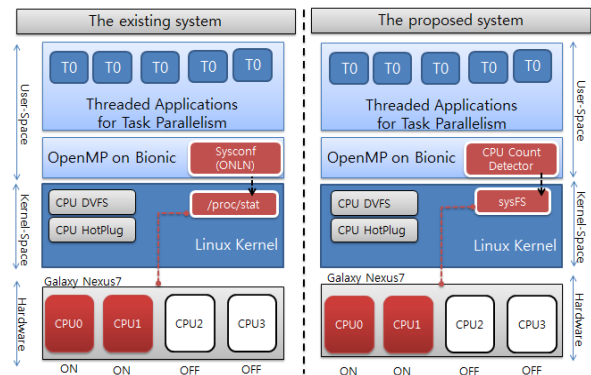 The existing system
User-Space
T0 T0 T0 T0 T0
Threaded Applications
for Task Parallelism
OpenMP on Bionic
Sysconf
(ONLN)
Kernel-Space
CPU DVFS
CPU HotPlug
/proc/stat
Linux Kernel
Hardware
Galaxy Nexus7
CPU0 CPU1 CPU2 CPU3
ON ON OFF OFF
The proposed system
User-Space
T0 T0 T0 T0 T0
Threaded Applications
for Task Parallelism
OpenMP on Bionic
CPU Count
Detector
Kernel-Space
CPU DVFS
CPU HotPlug
sysFS
Linux Kernel
Hardware
Galaxy Nexus7
CPU0 CPU1 CPU2 CPU3
ON ON OFF OFF